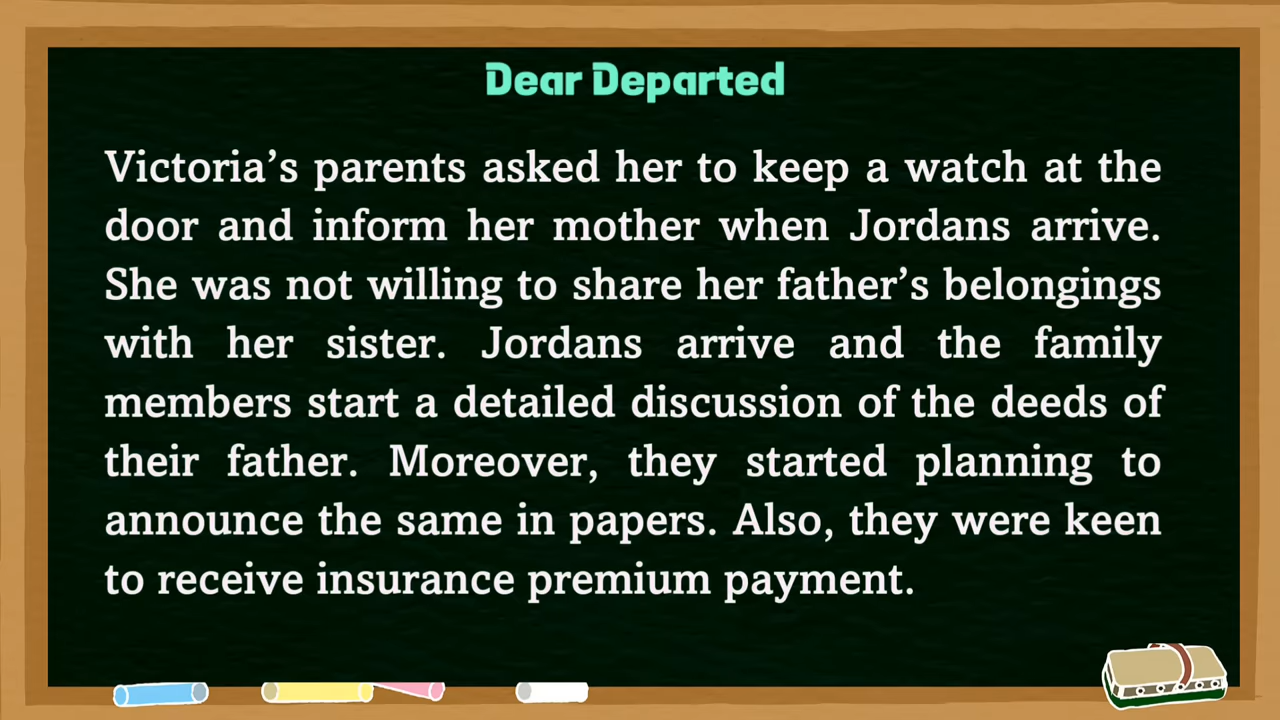 Dear Departed
Victoria’s parents asked her to keep a watch at the
door and inform her mother when Jordans arrive.
She was not willing to share her father’s belongings
with her sister. Jordans arrive and the family
members start a detailed discussion of the deeds of
their father. Moreover, they started planning to
announce the same in papers. Also, they were keen
to receive insurance premium payment.